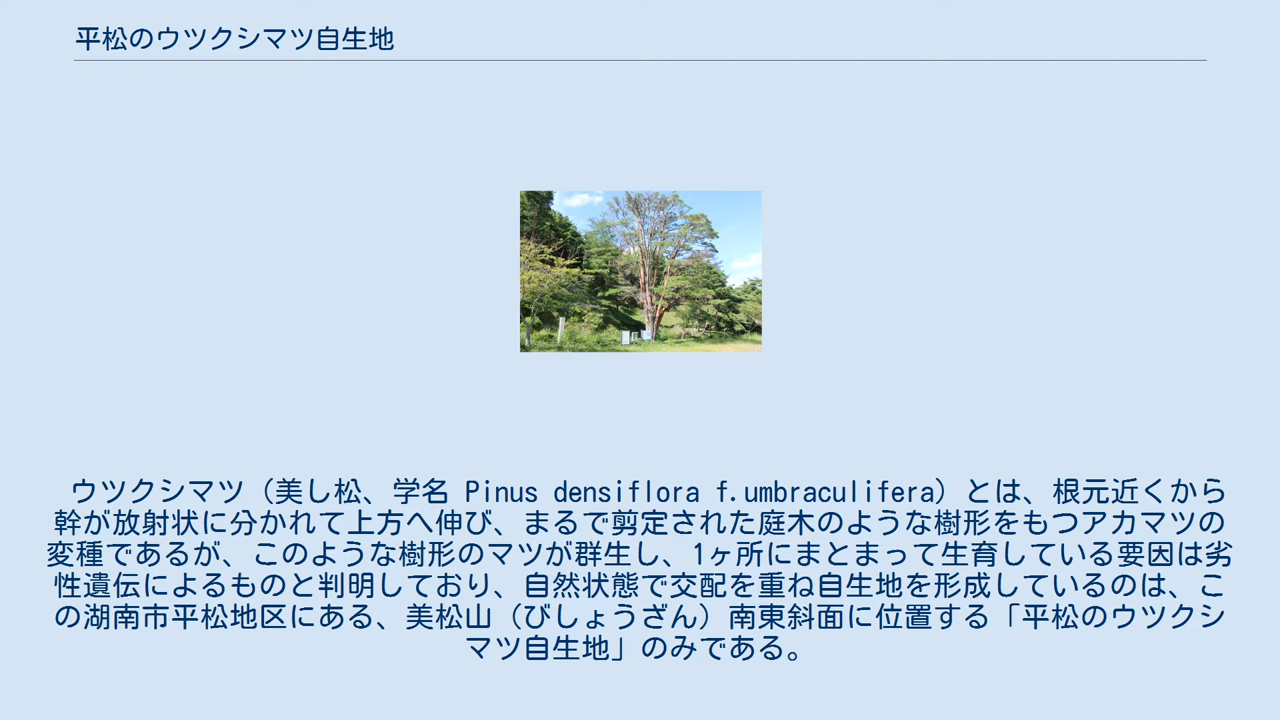 平松のウツクシマツ自生地
ウツクシマツ（美し松、学名 Pinus densiflora f.umbraculifera）とは、根元近くから
幹が放射状に分かれて上方へ伸び、まるで剪定された庭木のような樹形をもつアカマツの
変種であるが、このような樹形のマツが群生し、1ヶ所にまとまって生育している要因は劣
性遺伝によるものと判明しており、自然状態で交配を重ね自生地を形成しているのは、こ
の湖南市平松地区にある、美松山（びしょうざん）南東斜面に位置する「平松のウツクシ
マツ自生地」のみである。